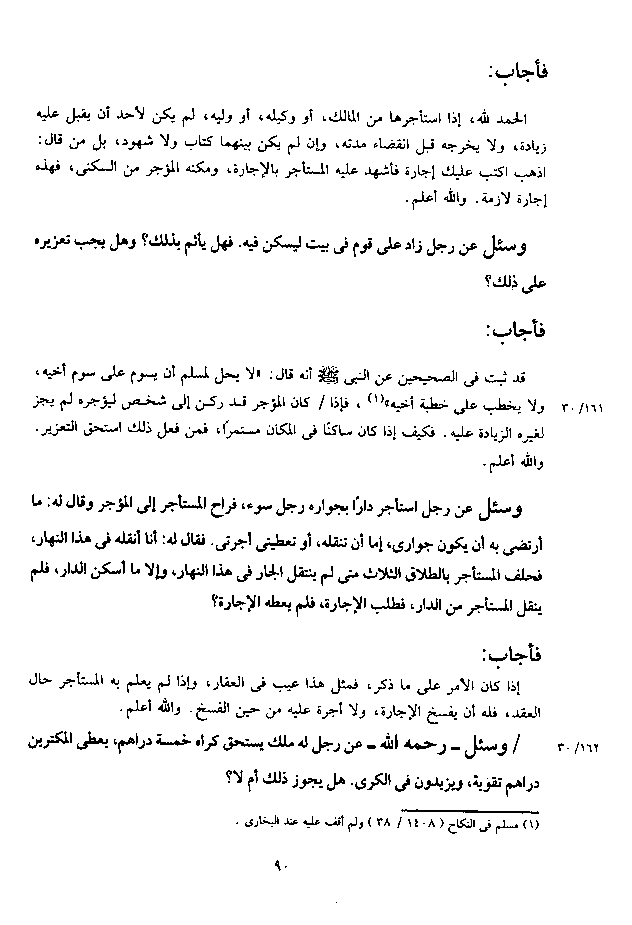 فأجاب:
الحمد لله، إذا استأجرها من المالك، أو وكيله، أو وليه، لم يكن لأحد أن يقبل عليه
زيادة، ولا يخرجه قبل انقضاء مدته، وإن لم يكن بينهما كتاب ولا شهود، بل من قال:
اذهب اكتب عليك إجارة فأشهد عليه المستأجر بالإجارة، ومكنه المؤجر من السكنى، فهذه
إجارة لازمة. والله أعلم.
وسئل عن رجل زاد على قوم فى بيت ليسكن فيه. فهل يأثم بذلك؟ وهل يجب تعزيره
على ذلك؟
فأجاب:
قد ثبت فى الصحيحين عن النبى ﷺ أنه قال: «لا يحل لمسلم أن يسوم على سوم أخيه،
٣٠/١٦١ ولا يخطب على خطبة أخيه»(١)، فإذا / كان المؤجر قد ركن إلى شخص ليؤجره لم يجز
لغيره الزيادة عليه. فكيف إذا كان ساكنًا فى المكان مستمرًا، فمن فعل ذلك استحق التعزير.
والله أعلم.
وسئل عن رجل استأجر دارًا بجواره رجل سوء، فراح المستأجر إلى المؤجر وقال له: ما
أرتضى به أن يكون جوارى، إما أن تنقله، أو تعطينى أجرتى. فقال له: أنا أنقله فى هذا النهار،
فحلف المستأجر بالطلاق الثلاث متى لم ينتقل الجار فى هذا النهار، وإلا ما أسكن الدار، فلم
ينقل المستأجر من الدار، فطلب الإجارة، فلم يعطه الإجارة؟
فأجاب:
إذا كان الأمر على ما ذكر، فمثل هذا عيب فى العقار، وإذا لم يعلم به المستأجر حال
العقد، فله أن يفسخ الإجارة، ولا أجرة عليه من حين الفسخ. والله أعلم.
٣٠/١٦٢ / وسئل ـ رحمه الله ـ عن رجل له ملك يستحق كراه خمسة دراهم، يعطى المكترين
دراهم تقوية، ويزيدون فى الكرى. هل يجوز ذلك أم لا؟
(١) مسلم فى النكاح ( ١٤٠٨ / ٣٨ ) ولم أقف عليه عند البخارى .
٩٠